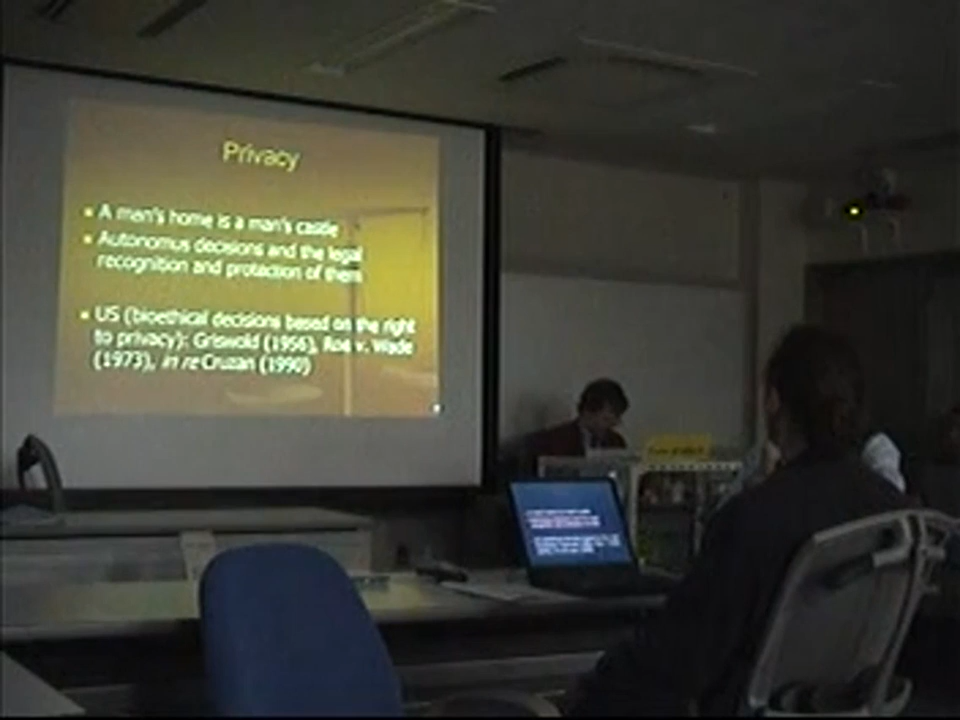 Privacy
A man's home is a man's castle
Autonomus decisions and the legal
recognition and protection of them
US (bioethical decisions based on the right
to privacy): Griswold (1956), Roe v. Wade
(1973), in re Cruzan (1990)